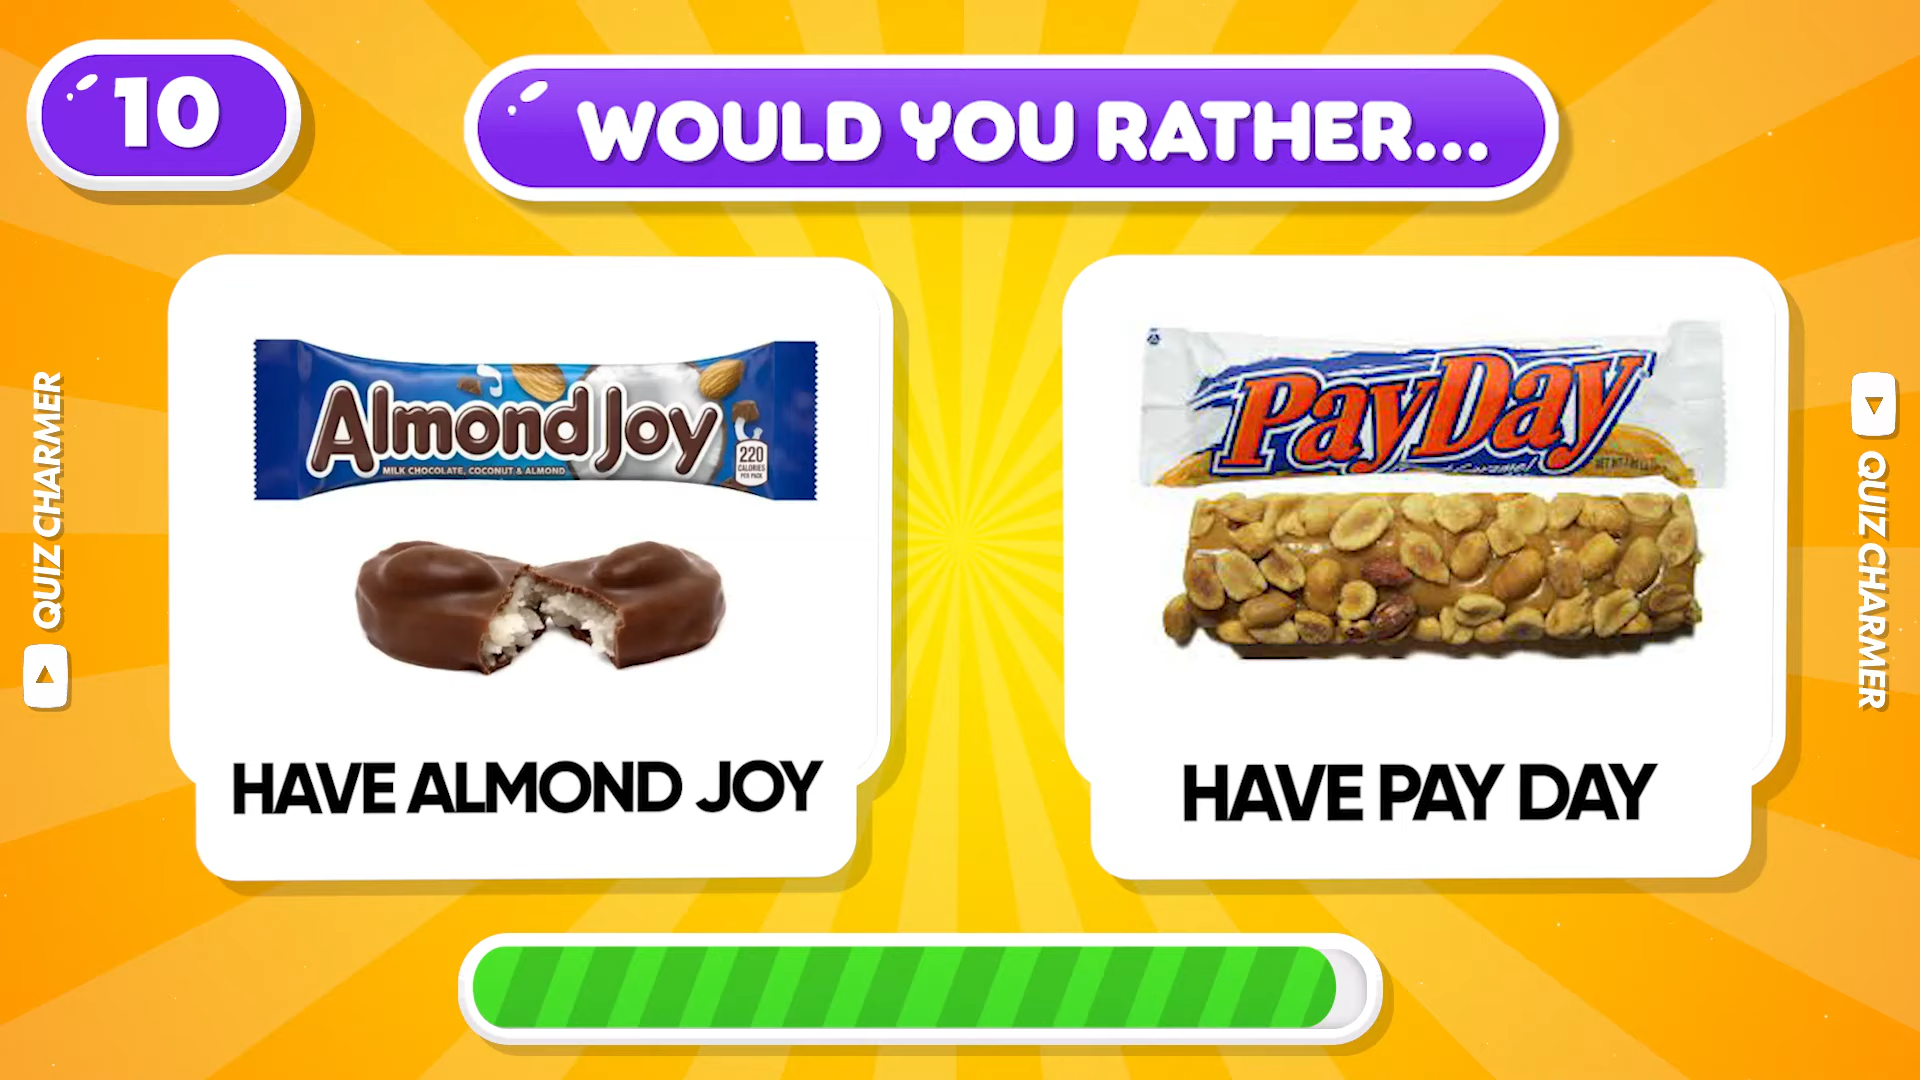 10
WOULD YOU RATHER...
Almond Joy
MILK CHOCOLATE, COCONUT & ALMOND
220
CALORIES
PER PACK
PayDay
HAVE ALMOND JOY
HAVE PAY DAY
QUIZ CHARMER
QUIZ CHARMER